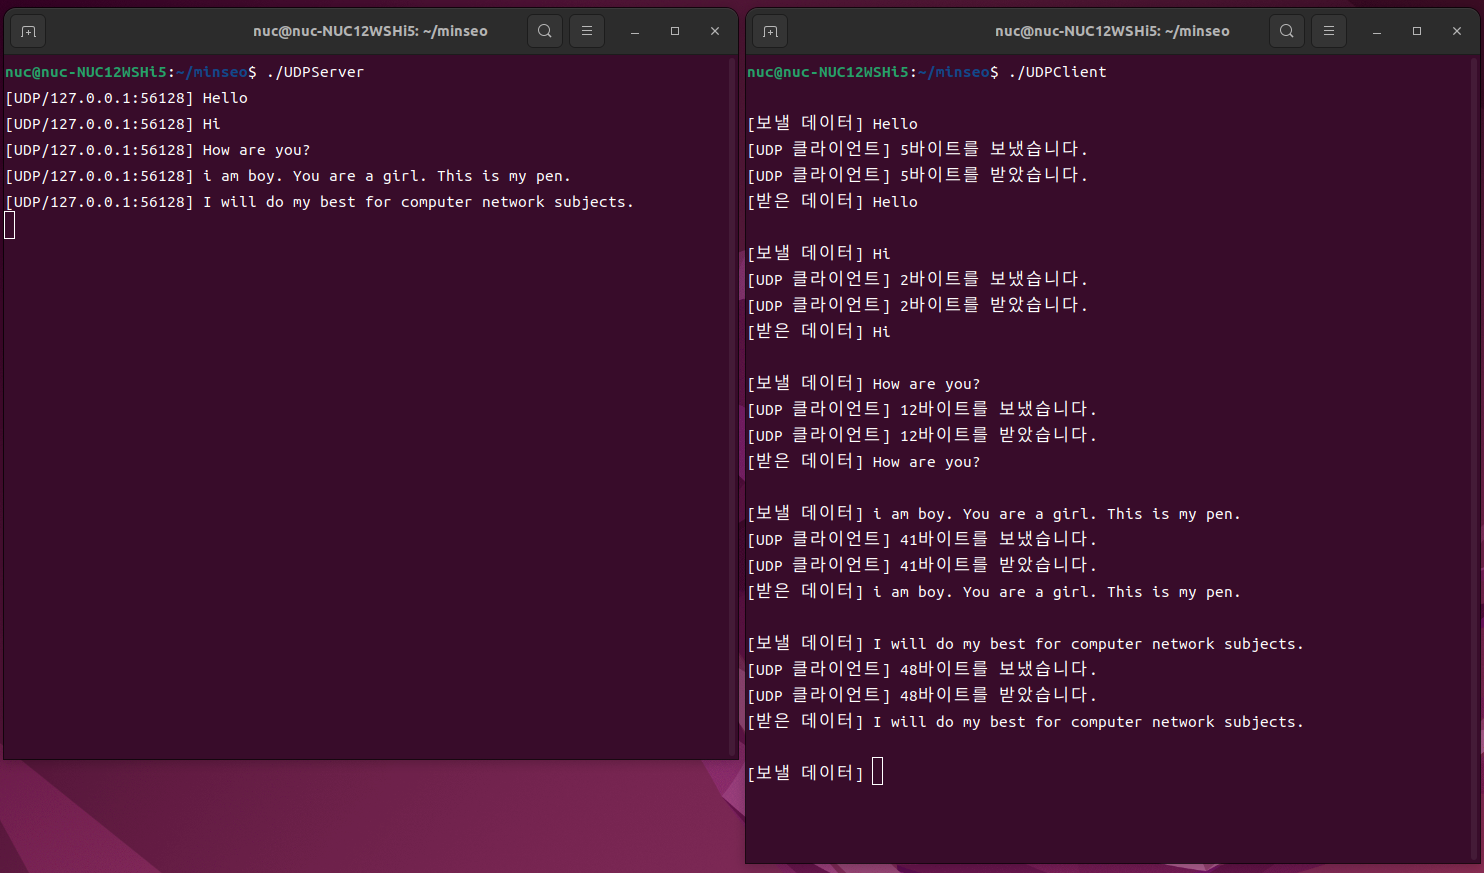 nuc@nuc-NUC12WSHi5: ~/minseo
nuc@nuc-NUC12WSHi5:~/minseo$ ./UDPServer
[UDP/127.0.0.1:56128] Hello
[UDP/127.0.0.1:56128] Hi
[UDP/127.0.0.1:56128] How are you?
[UDP/127.0.0.1:56128] i am boy. You are a girl. This is my pen.
[UDP/127.0.0.1:56128] I will do my best for computer network subjects.
nuc@nuc-NUC12WSHi5: ~/minseo
nuc@nuc-NUC12WSHi5:~/minseo$ ./UDPClient
[보낼 데이터] Hello
[UDP 클라이언트] 5바이트를 보냈습니다.
[UDP 클라이언트] 5바이트를 받았습니다.
[받은 데이터] Hello
[보낼 데이터] Hi
[UDP 클라이언트] 2바이트를 보냈습니다.
[UDP 클라이언트] 2바이트를 받았습니다.
[받은 데이터] Hi
[보낼 데이터] How are you?
[UDP 클라이언트] 12바이트를 보냈습니다.
[UDP 클라이언트] 12바이트를 받았습니다.
[받은 데이터] How are you?
[보낼 데이터] i am boy. You are a girl. This is my pen.
[UDP 클라이언트] 41바이트를 보냈습니다.
[UDP 클라이언트] 41바이트를 받았습니다.
[받은 데이터] i am boy. You are a girl. This is my pen.
[보낼 데이터] I will do my best for computer network subjects.
[UDP 클라이언트] 48바이트를 보냈습니다.
[UDP 클라이언트] 48바이트를 받았습니다.
[받은 데이터] I will do my best for computer network subjects.
[보낼 데이터]